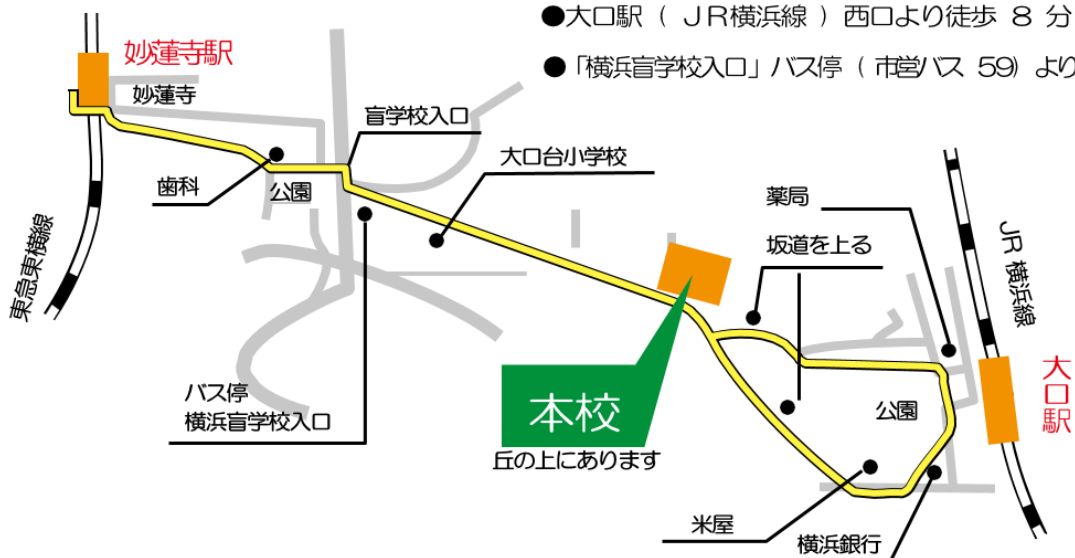 ●大口駅（ＪＲ横浜線）西口より徒歩 8 分
●「横浜盲学校入口」バス停（市営バス 59）より
妙蓮寺駅
妙蓮寺
盲学校入口
大口台小学校
歯科
公園
薬局
坂道を上る
東急東横線
JR 横浜線
バス停
横浜盲学校入口
本校
丘の上にあります
公園
大口駅
米屋
横浜銀行